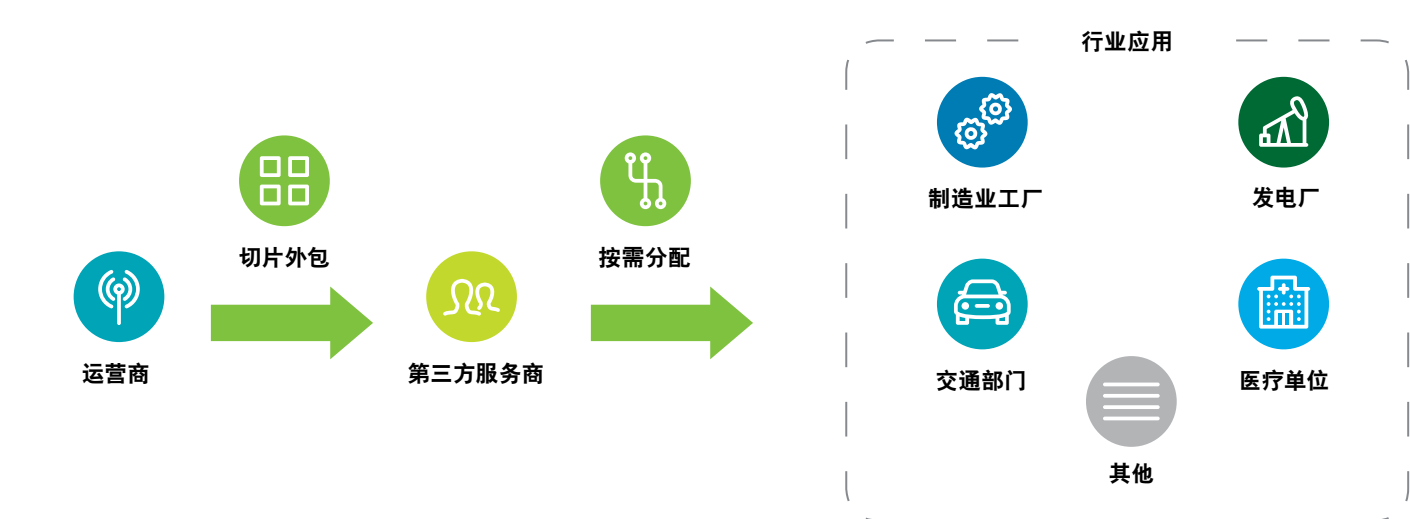 行业应用
制造业工厂
发电厂
切片外包
按需分配
运营商
第三方服务商
交通部门
医疗单位
其他